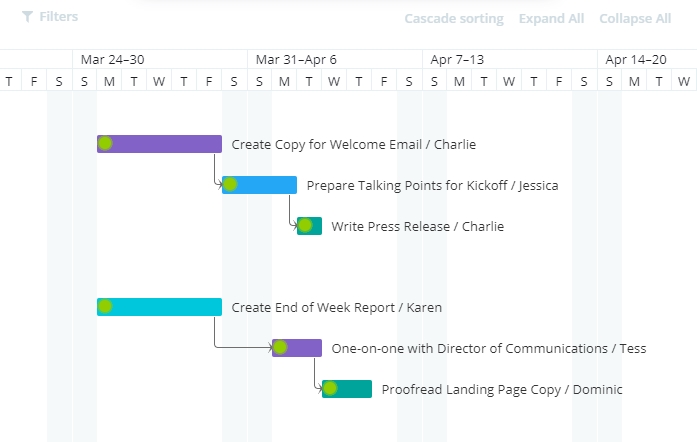 Filters
Cascade sorting Expand All Collapse All
Mar 24–30 Mar 31–Apr 6 Apr 7–13 Apr 14–20
T F S S M T W T F S S M T W T F S S M T W T F S S M T W
Create Copy for Welcome Email / Charlie
Prepare Talking Points for Kickoff / Jessica
Write Press Release / Charlie
Create End of Week Report / Karen
One-on-one with Director of Communications / Tess
Proofread Landing Page Copy / Dominic